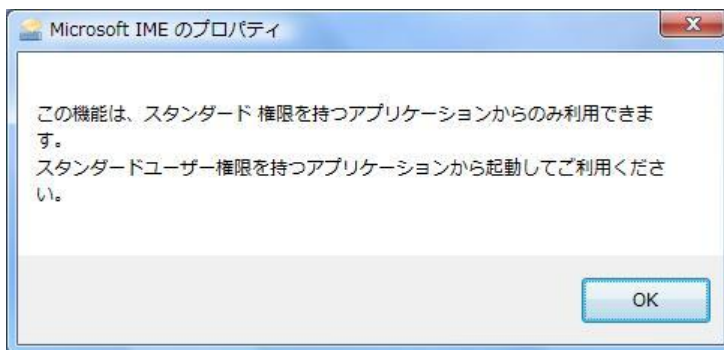 Microsoft IME のプロパティ
この機能は、スタンダード 権限を持つアプリケーションからのみ利用できま
す。
スタンダードユーザー権限を持つアプリケーションから起動してご利用くださ
い。
OK